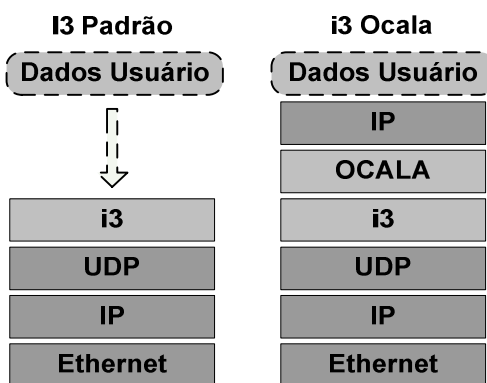 I3 Padrão
Dados Usuário
i3
UDP
IP
Ethernet
i3 Ocala
Dados Usuário
IP
OCALA
i3
UDP
IP
Ethernet